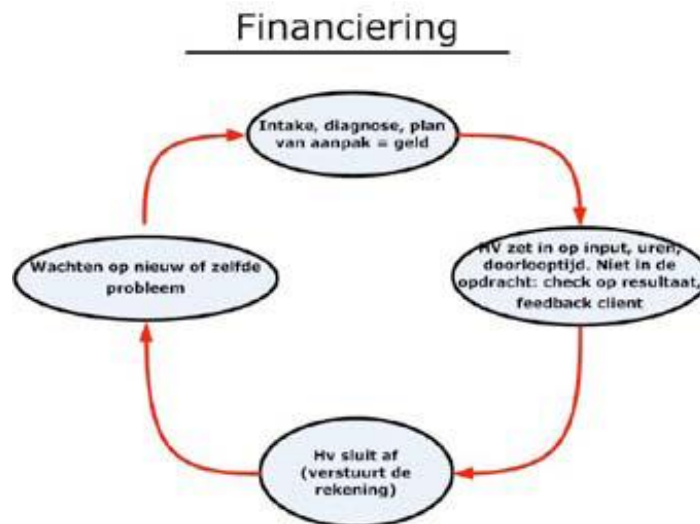 Financiering
Intake, diagnose, plan
van aanpak = geld
HV zet in op input, uren,
doorlooptijd. Niet in de
opdracht: check op resultaat,
feedback client
Hv sluit af
(verstuurt de
rekening)
Wachten op nieuw of zelfde
probleem